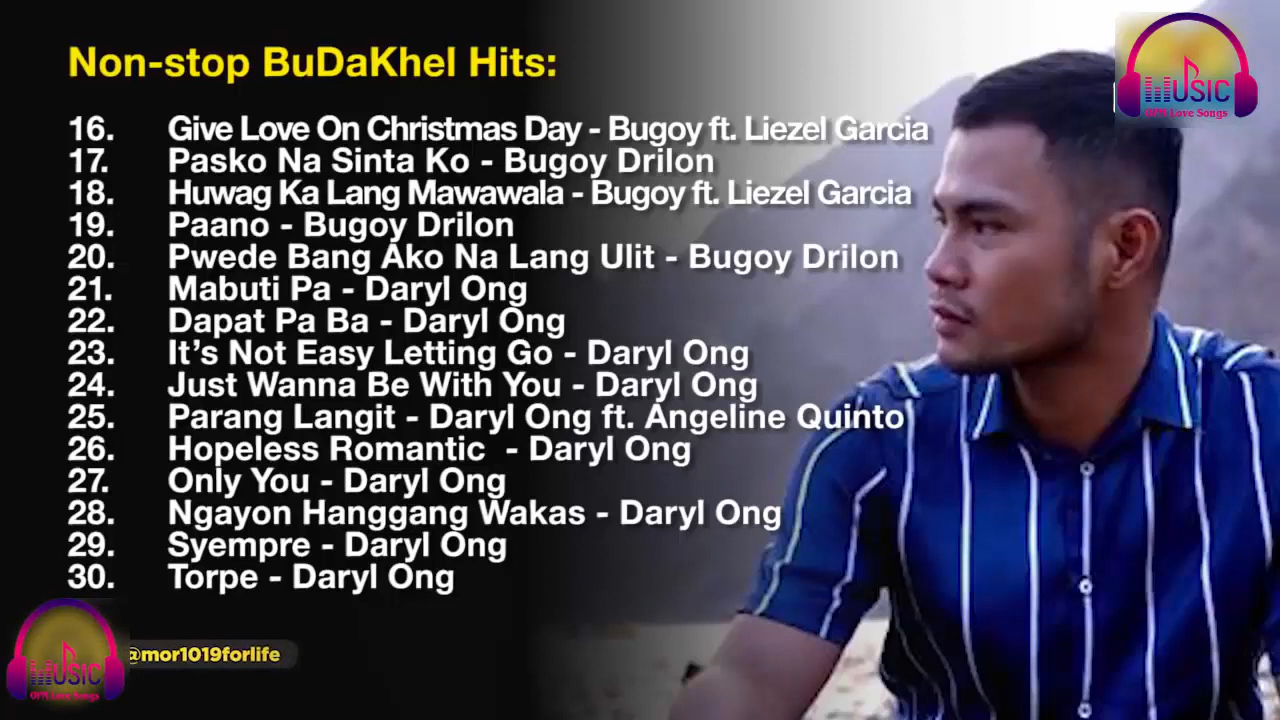 Non-stop BuDaKhel Hits:
16. Give Love On Christmas Day - Bugoy ft. Liezel Garcia
17. Pasko Na Sinta Ko - Bugoy Drilon
18. Huwag Ka Lang Mawawala - Bugoy ft. Liezel Garcia
19. Paano - Bugoy Drilon
20. Pwede Bang Ako Na Lang Ulit - Bugoy Drilon
21. Mabuti Pa - Daryl Ong
22. Dapat Pa Ba - Daryl Ong
23. It's Not Easy Letting Go - Daryl Ong
24. Just Wanna Be With You - Daryl Ong
25. Parang Langit - Daryl Ong ft. Angeline Quinto
26. Hopeless Romantic - Daryl Ong
27. Only You - Daryl Ong
28. Ngayon Hanggang Wakas - Daryl Ong
29. Syempre - Daryl Ong
30. Torpe - Daryl Ong
MUSIC
OPM Love Songs
MUSIC
OPM Love Songs
@mor1019forlife